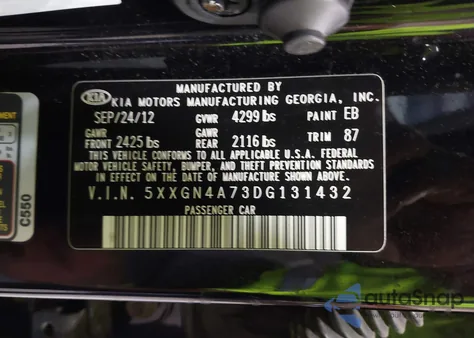 MANUFACTURED BY
KIA KIA MOTORS MANUFACTURING GEORGIA, INC.
SEP/24/12 GVWR 4299 lbs PAINT EB
GAWR GAWR
FRONT 2425 lbs REAR 2116 lbs TRIM 87
THIS VEHICLE CONFORMS TO ALL APPLICABLE U.S.A. FEDERAL
MOTOR VEHICLE SAFETY, BUMPER, AND THEFT PREVENTION STANDARDS
IN EFFECT ON THE DATE OF MANUFACTURE SHOWN ABOVE.
V.I.N. 5XXGN4A73DG131432
PASSENGER CAR
C550
autoSnap